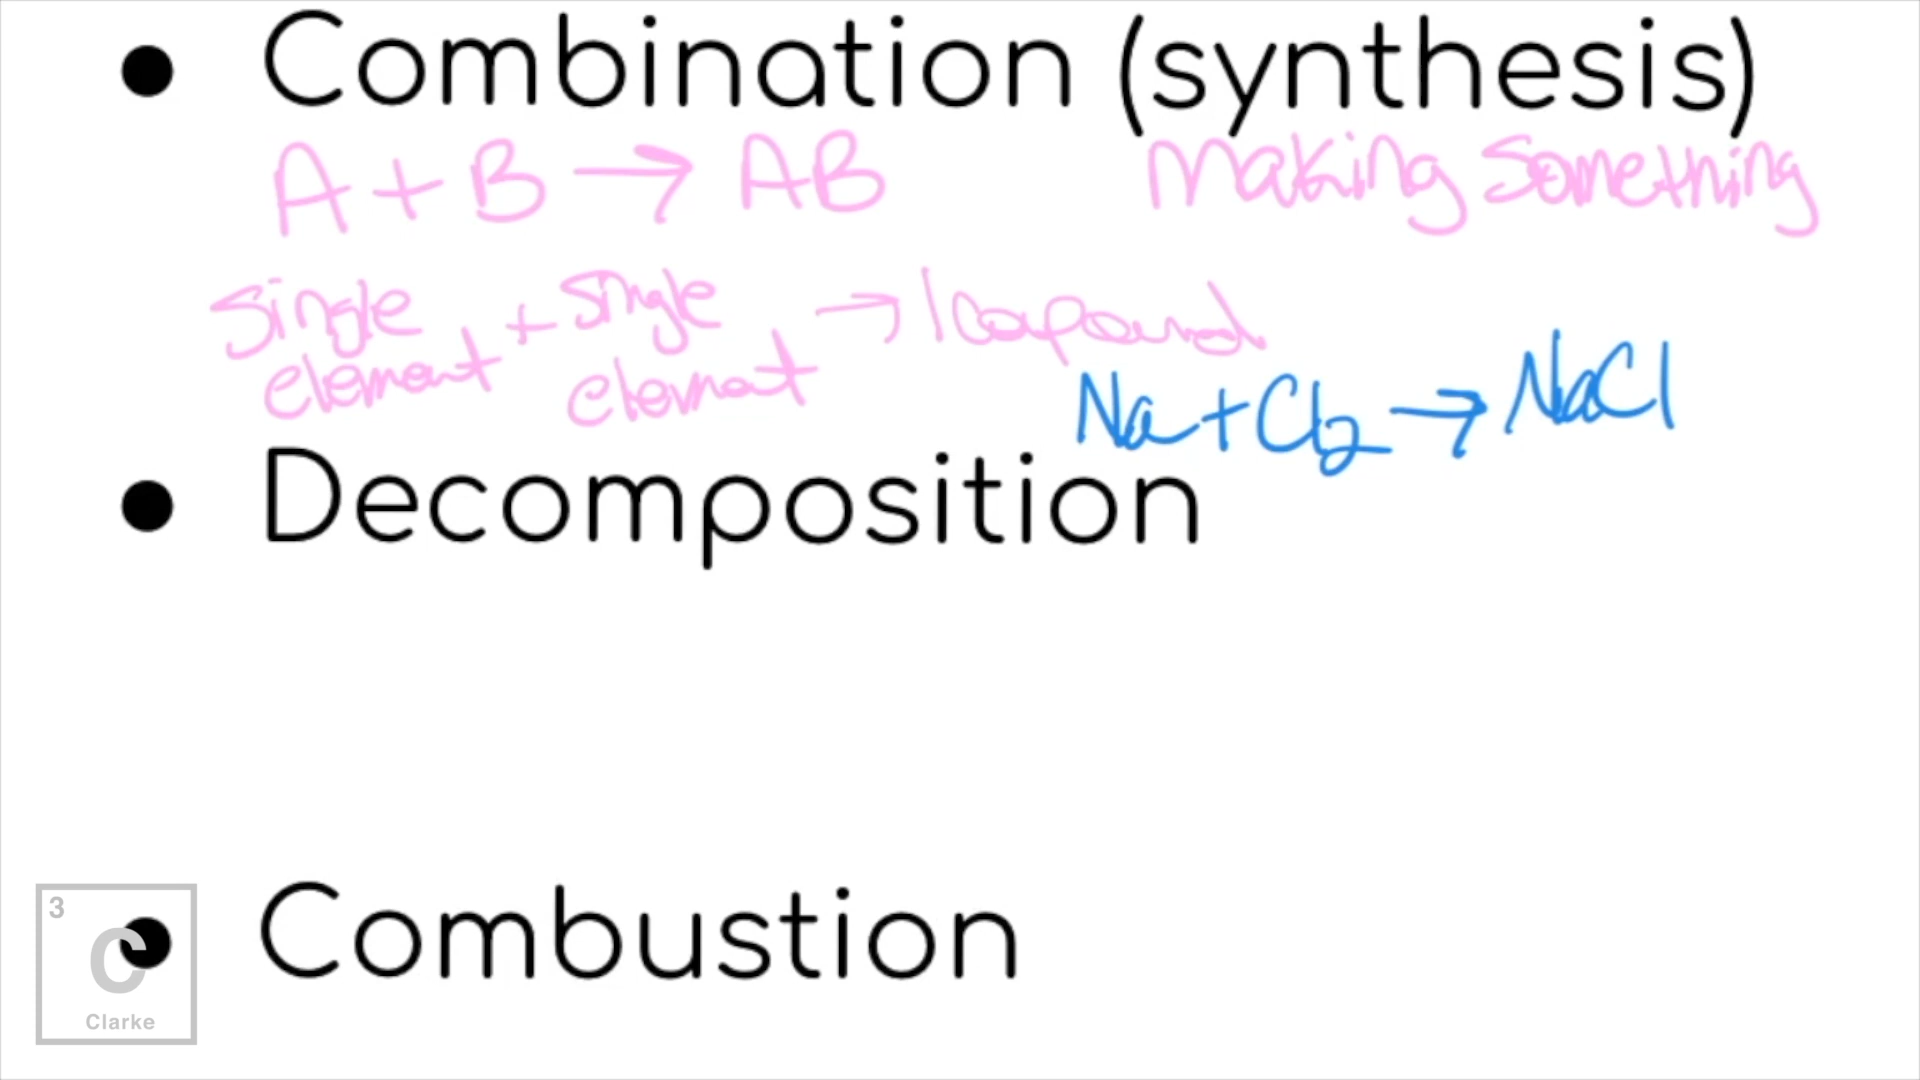 • Combination (synthesis)
A + B → AB
Making something
single element + single element → 1 compound
Na + Cl₂ → NaCl
• Decomposition
• Combustion
3
C
Clarke